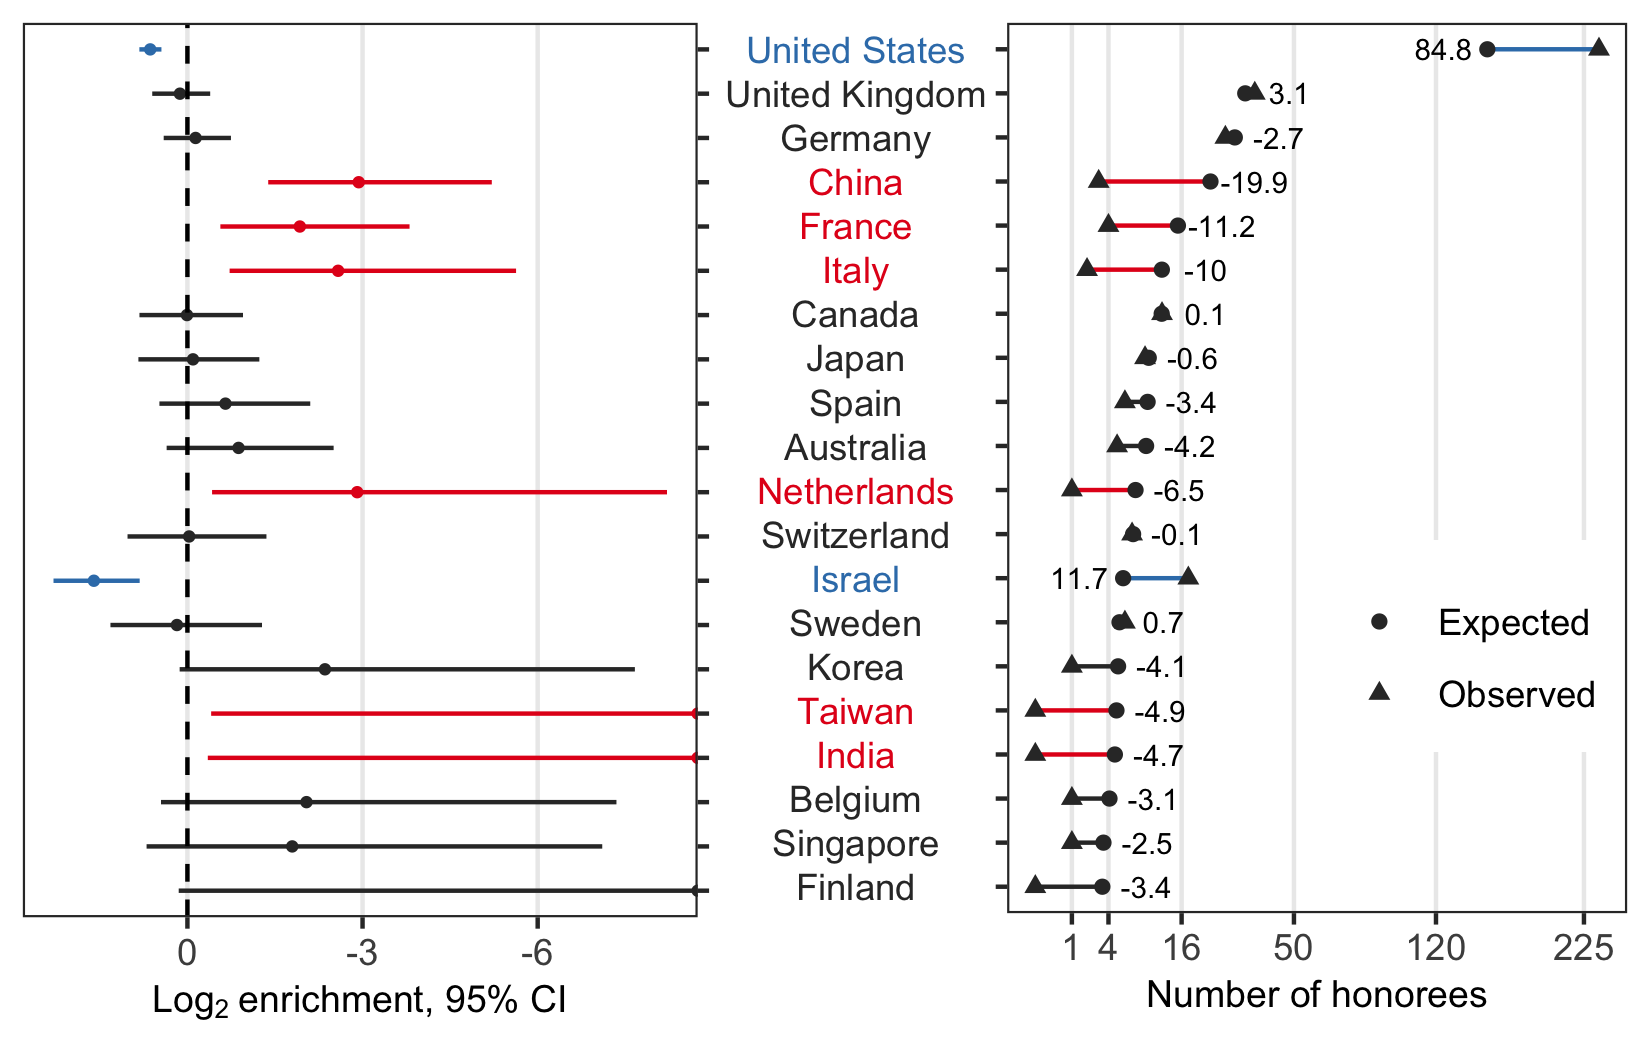 United States 84.8
United Kingdom 3.1
Germany -2.7
China -19.9
France -11.2
Italy -10
Canada 0.1
Japan -0.6
Spain -3.4
Australia -4.2
Netherlands -6.5
Switzerland -0.1
Israel 11.7
Sweden 0.7
Korea -4.1
Taiwan -4.9
India -4.7
Belgium -3.1
Singapore -2.5
Finland -3.4
Expected
Observed
0 -3 -6
Log₂ enrichment, 95% CI
1 4 16 50 120 225
Number of honorees